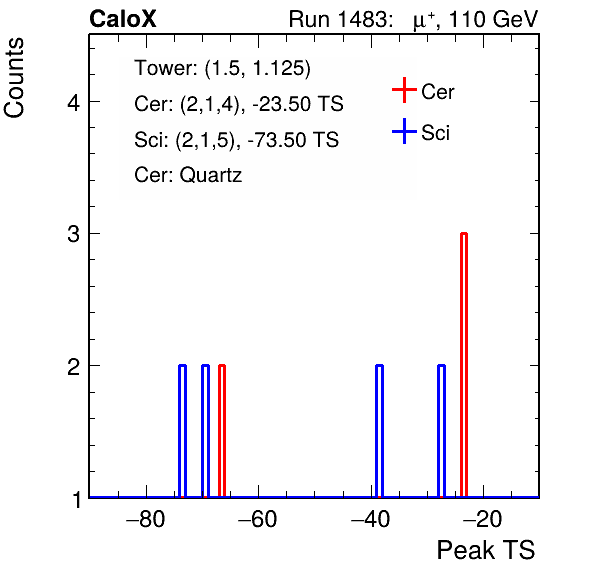 CaloX Run 1483: μ⁺, 110 GeV
Counts
Tower: (1.5, 1.125)
Cer: (2,1,4), -23.50 TS
Sci: (2,1,5), -73.50 TS
Cer: Quartz
Cer
Sci
4
3
2
1
−80 −60 −40 −20
Peak TS